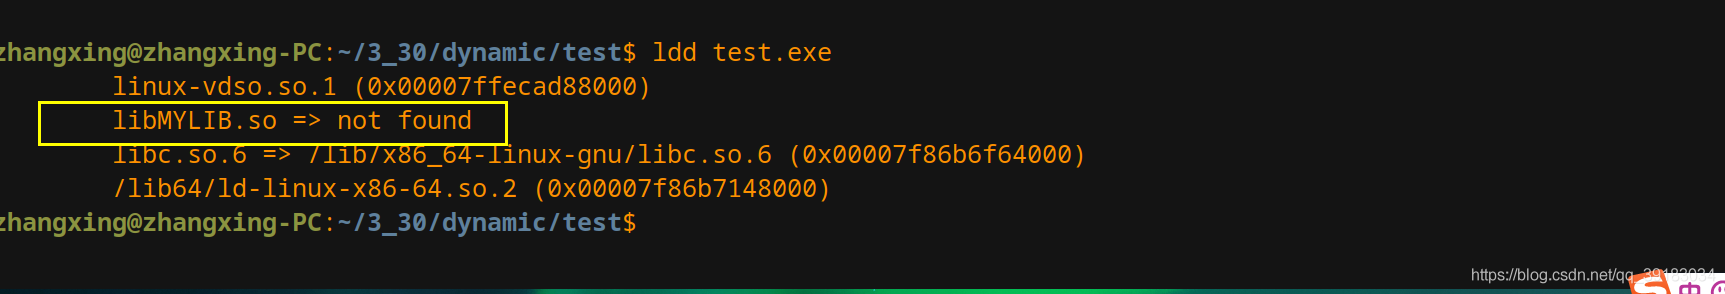 zhangxing@zhangxing-PC:~/3_30/dynamic/test$ ldd test.exe
linux-vdso.so.1 (0x00007ffecad88000)
libMYLIB.so => not found
libc.so.6 => /lib/x86_64-linux-gnu/libc.so.6 (0x00007f86b6f64000)
/lib64/ld-linux-x86-64.so.2 (0x00007f86b7148000)
zhangxing@zhangxing-PC:~/3_30/dynamic/test$
https://blog.csdn.net/qq_39183034
中